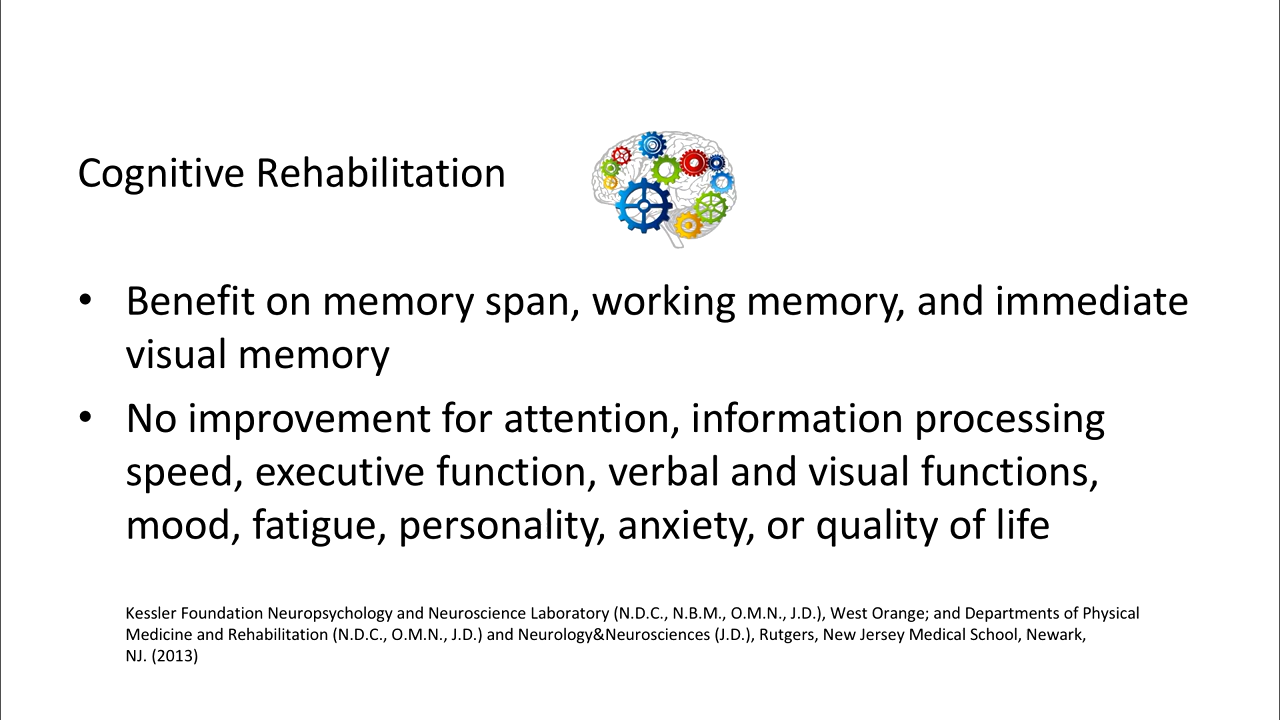 Cognitive Rehabilitation
• Benefit on memory span, working memory, and immediate
visual memory
• No improvement for attention, information processing
speed, executive function, verbal and visual functions,
mood, fatigue, personality, anxiety, or quality of life
Kessler Foundation Neuropsychology and Neuroscience Laboratory (N.D.C., N.B.M., O.M.N., J.D.), West Orange; and Departments of Physical
Medicine and Rehabilitation (N.D.C., O.M.N., J.D.) and Neurology&Neurosciences (J.D.), Rutgers, New Jersey Medical School, Newark,
NJ. (2013)